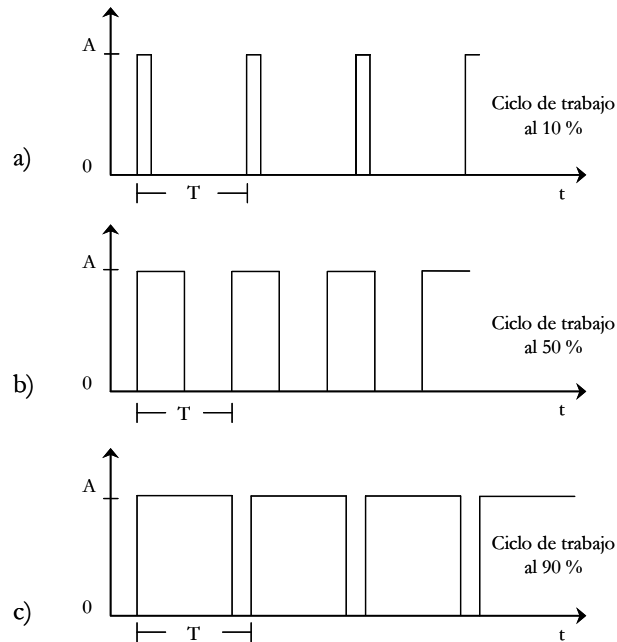 A
Ciclo de trabajo
al 10 %
a)
0
T
t
A
Ciclo de trabajo
al 50 %
b)
0
T
t
A
Ciclo de trabajo
al 90 %
c)
0
T
t